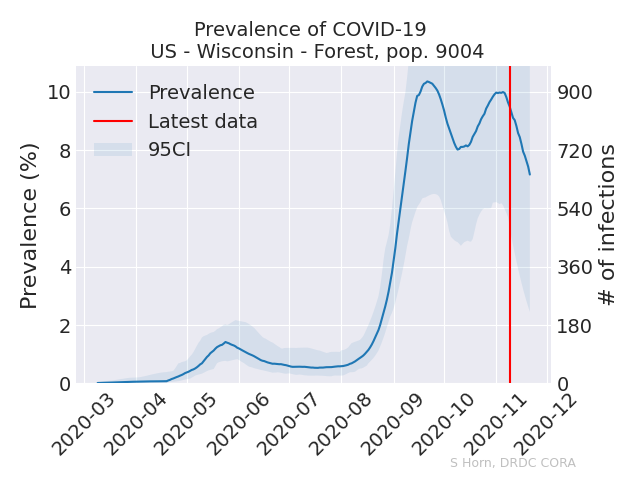 Prevalence of COVID-19
US - Wisconsin - Forest, pop. 9004
Prevalence
Latest data
95CI
Prevalence (%)
10
8
6
4
2
0
900
720
540
360
180
0
# of infections
2020-03
2020-04
2020-05
2020-06
2020-07
2020-08
2020-09
2020-10
2020-11
2020-12
S Horn, DRDC CORA